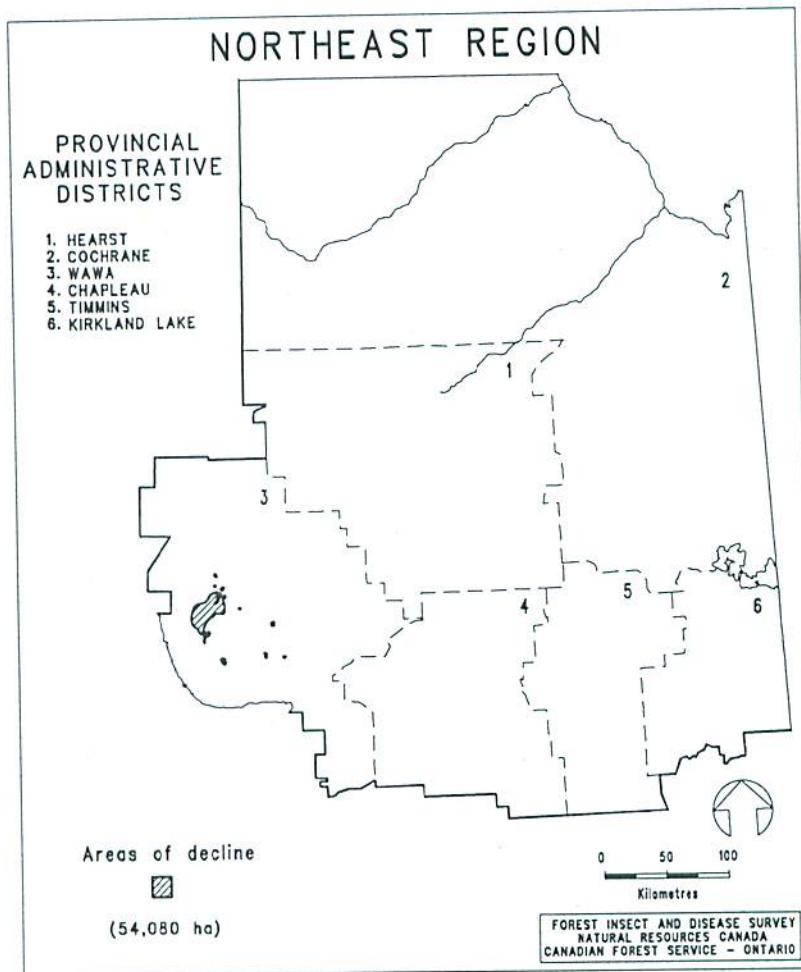 NORTHEAST REGION
PROVINCIAL
ADMINISTRATIVE
DISTRICTS
1. HEARST
2. COCHRANE
3. WAWA
4. CHAPLEAU
5. TIMMINS
6. KIRKLAND LAKE
2
1
3
4
5
6
Areas of decline
(54,080 ha)
0 50 100
Kilometres
FOREST INSECT AND DISEASE SURVEY
NATURAL RESOURCES CANADA
CANADIAN FOREST SERVICE - ONTARIO